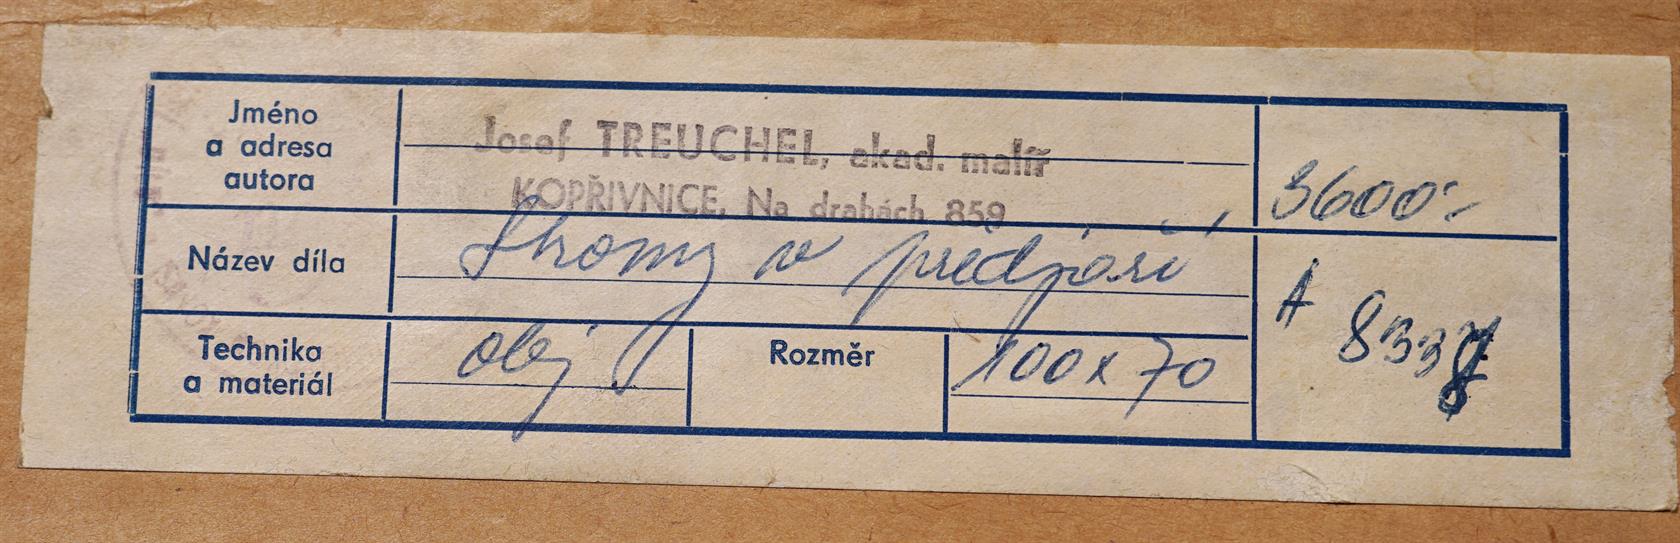 Jméno
a adresa
autora
Josef TREUCHEL, akad. malíř
KOPŘIVNICE, Na drahách 859
3600,-
Název díla
Stromy v předjaří
A 833
Technika
a materiál
olej
Rozměr
100 x 70